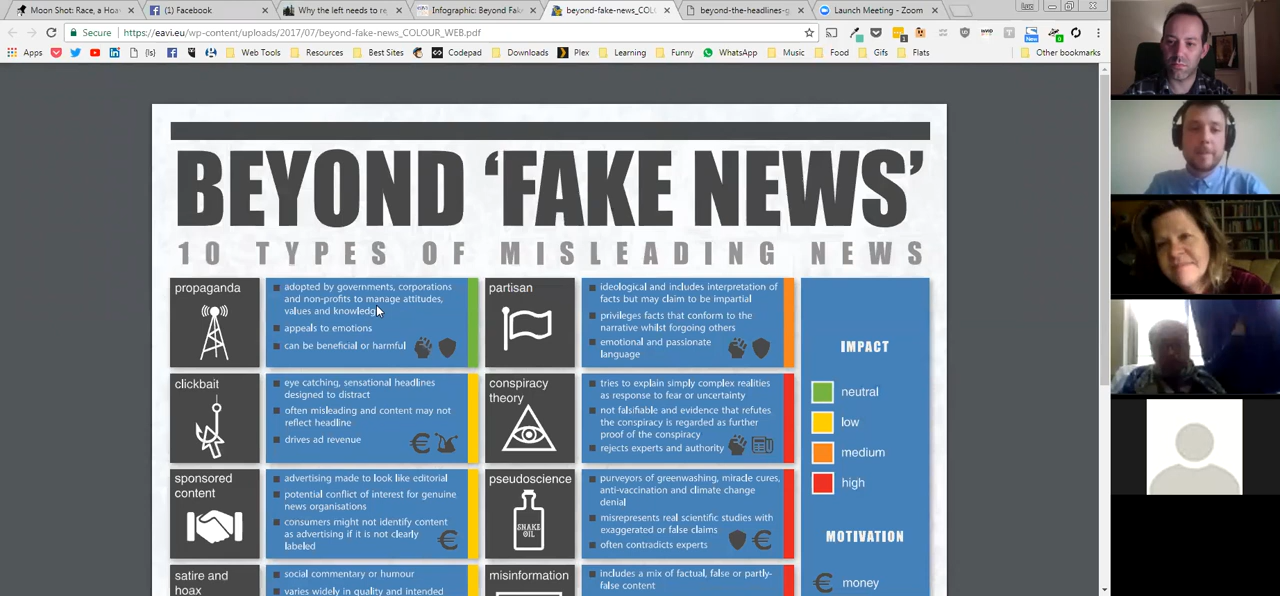 Moon Shot: Race, a Hoa
(1) Facebook
Why the left needs to re
Infographic: Beyond Fak
beyond-fake-news_COL
beyond-the-headlines-g
Launch Meeting - Zoom
Luc
Secure
https://eavi.eu/wp-content/uploads/2017/07/beyond-fake-news_COLOUR_WEB.pdf
Apps
(ls)
Web Tools
Resources
Best Sites
Codepad
Downloads
Plex
Learning
Funny
WhatsApp
Music
Food
Gifs
Flats
Other bookmarks
BEYOND ‘FAKE NEWS’
10 TYPES OF MISLEADING NEWS
propaganda
adopted by governments, corporations
and non-profits to manage attitudes,
values and knowledge
appeals to emotions
can be beneficial or harmful
partisan
ideological and includes interpretation of
facts but may claim to be impartial
privileges facts that conform to the
narrative whilst forgoing others
emotional and passionate
language
clickbait
eye catching, sensational headlines
designed to distract
often misleading and content may not
reflect headline
drives ad revenue
conspiracy
theory
tries to explain simply complex realities
as response to fear or uncertainty
not falsifiable and evidence that refutes
the conspiracy is regarded as further
proof of the conspiracy
rejects experts and authority
sponsored
content
advertising made to look like editorial
potential conflict of interest for genuine
news organisations
consumers might not identify content
as advertising if it is not clearly
labeled
pseudoscience
SNAKE
OIL
purveyors of greenwashing, miracle cures,
anti-vaccination and climate change
denial
misrepresents real scientific studies with
exaggerated or false claims
often contradicts experts
satire and
hoax
social commentary or humour
varies widely in quality and intended
misinformation
includes a mix of factual, false or partly-
false content
IMPACT
neutral
low
medium
high
MOTIVATION
€ money